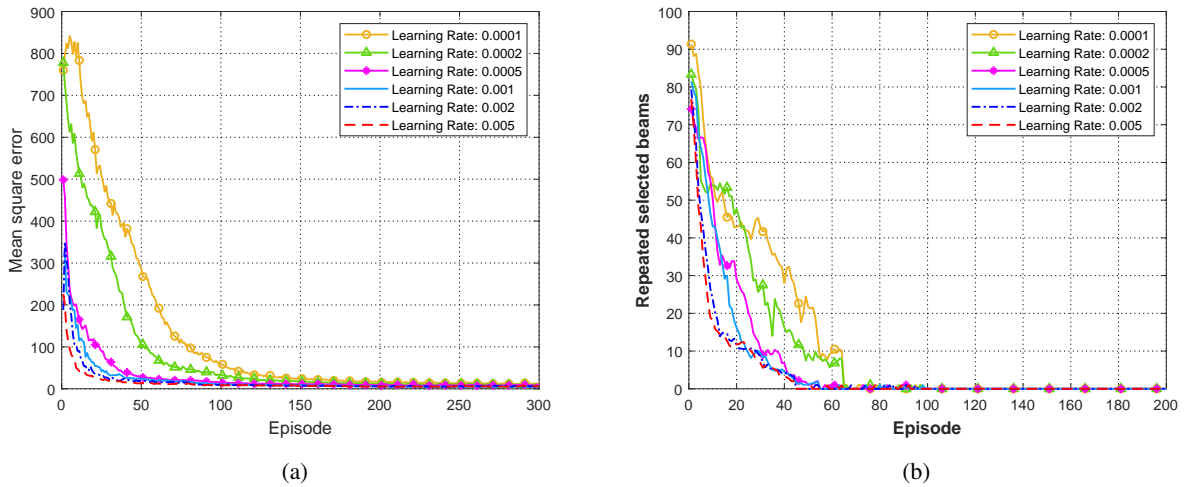 900
800
700
600
500
400
300
200
100
0
Mean square error
0 50 100 150 200 250 300
Episode
Learning Rate: 0.0001
Learning Rate: 0.0002
Learning Rate: 0.0005
Learning Rate: 0.001
Learning Rate: 0.002
Learning Rate: 0.005
(a)
100
90
80
70
60
50
40
30
20
10
0
Repeated selected beams
0 20 40 60 80 100 120 140 160 180 200
Episode
Learning Rate: 0.0001
Learning Rate: 0.0002
Learning Rate: 0.0005
Learning Rate: 0.001
Learning Rate: 0.002
Learning Rate: 0.005
(b)